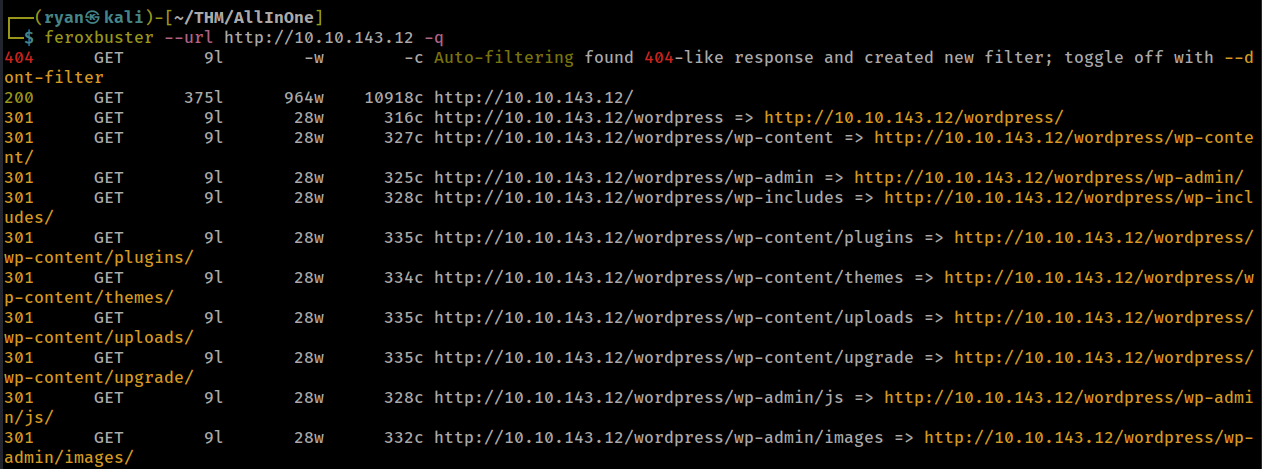 ┌──(ryan㉿kali)-[~/THM/AllInOne]
└─$ feroxbuster --url http://10.10.143.12 -q
404      GET        9l        -w        -c Auto-filtering found 404-like response and created new filter; toggle off with --d
ont-filter
200      GET      375l      964w    10918c http://10.10.143.12/
301      GET        9l       28w      316c http://10.10.143.12/wordpress => http://10.10.143.12/wordpress/
301      GET        9l       28w      327c http://10.10.143.12/wordpress/wp-content => http://10.10.143.12/wordpress/wp-conte
nt/
301      GET        9l       28w      325c http://10.10.143.12/wordpress/wp-admin => http://10.10.143.12/wordpress/wp-admin/
301      GET        9l       28w      328c http://10.10.143.12/wordpress/wp-includes => http://10.10.143.12/wordpress/wp-incl
udes/
301      GET        9l       28w      335c http://10.10.143.12/wordpress/wp-content/plugins => http://10.10.143.12/wordpress/
wp-content/plugins/
301      GET        9l       28w      334c http://10.10.143.12/wordpress/wp-content/themes => http://10.10.143.12/wordpress/w
p-content/themes/
301      GET        9l       28w      335c http://10.10.143.12/wordpress/wp-content/uploads => http://10.10.143.12/wordpress/
wp-content/uploads/
301      GET        9l       28w      335c http://10.10.143.12/wordpress/wp-content/upgrade => http://10.10.143.12/wordpress/
wp-content/upgrade/
301      GET        9l       28w      328c http://10.10.143.12/wordpress/wp-admin/js => http://10.10.143.12/wordpress/wp-admi
n/js/
301      GET        9l       28w      332c http://10.10.143.12/wordpress/wp-admin/images => http://10.10.143.12/wordpress/wp-
admin/images/